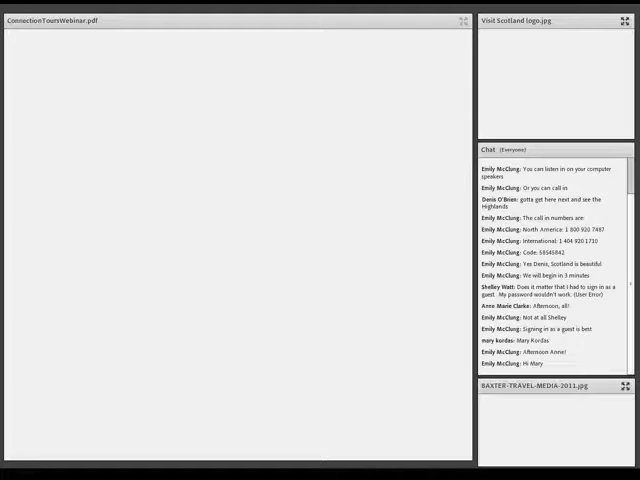 ConnectionToursWebinar.pdf
Visit Scotland logo.jpg
Chat (Everyone)
Emily McClung: You can listen in on your computer
speakers
Emily McClung: Or you can call in
Denis O'Brien: gotta get here next and see the
Highlands
Emily McClung: The call in numbers are:
Emily McClung: North America: 1 800 920 7487
Emily McClung: International: 1 404 920 1710
Emily McClung: Code: 58545842
Emily McClung: Yes Denis, Scotland is beautiful
Emily McClung: We will begin in 3 minutes
Shelley Watt: Does it matter that I had to sign in as a
guest. My password wouldn't work. (User Error)
Anne Marie Clarke: Afternoon, all!
Emily McClung: Not at all Shelley
Emily McClung: Signing in as a guest is best
mary kordas: Mary Kordas
Emily McClung: Afternoon Anne!
Emily McClung: Hi Mary
BAXTER-TRAVEL-MEDIA-2011.jpg